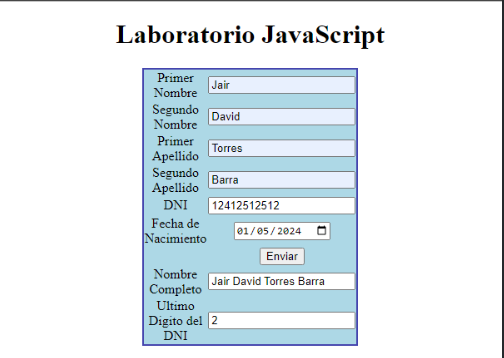 Laboratorio JavaScript
Primer
Nombre
Jair
Segundo
Nombre
David
Primer
Apellido
Torres
Segundo
Apellido
Barra
DNI
12412512512
Fecha de
Nacimiento
01/05/2024
Enviar
Nombre
Completo
Jair David Torres Barra
Ultimo
Digito del
DNI
2